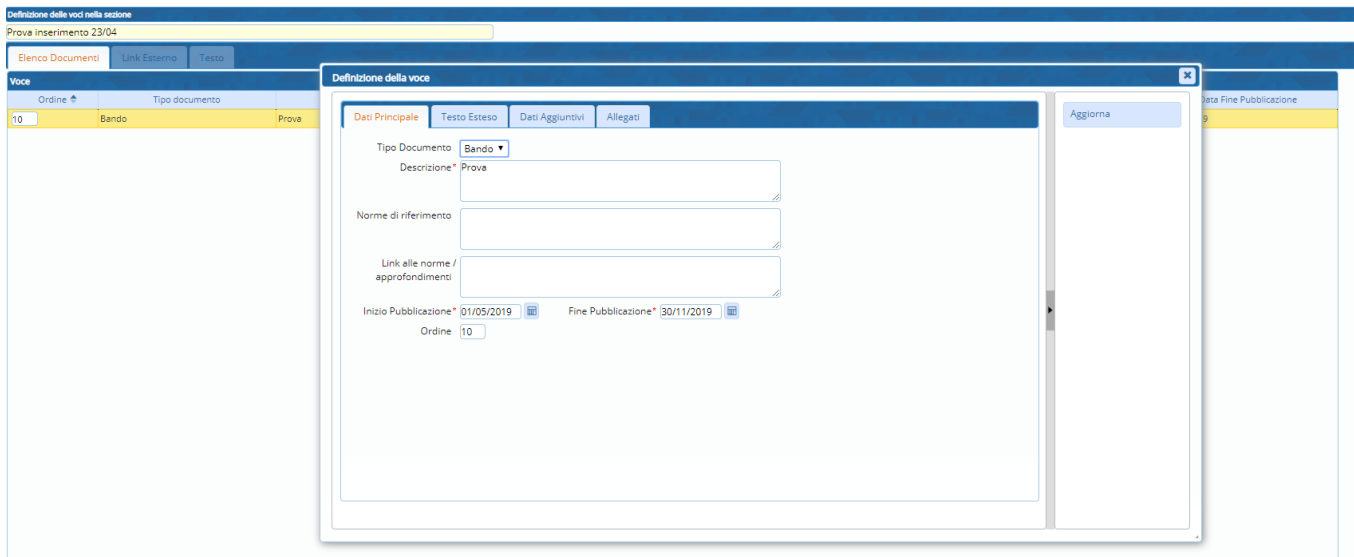 Definizione delle voci nella sezione
Prova inserimento 23/04
Elenco Documenti Link Esterno Testo
Voce
Ordine Tipo documento Data Fine Pubblicazione
10 Bando Prova 9
Definizione della voce
Dati Principale Testo Esteso Dati Aggiuntivi Allegati
Aggiorna
Tipo Documento Bando
Descrizione* Prova
Norme di riferimento
Link alle norme /
approfondimenti
Inizio Pubblicazione* 01/05/2019 Fine Pubblicazione* 30/11/2019
Ordine 10